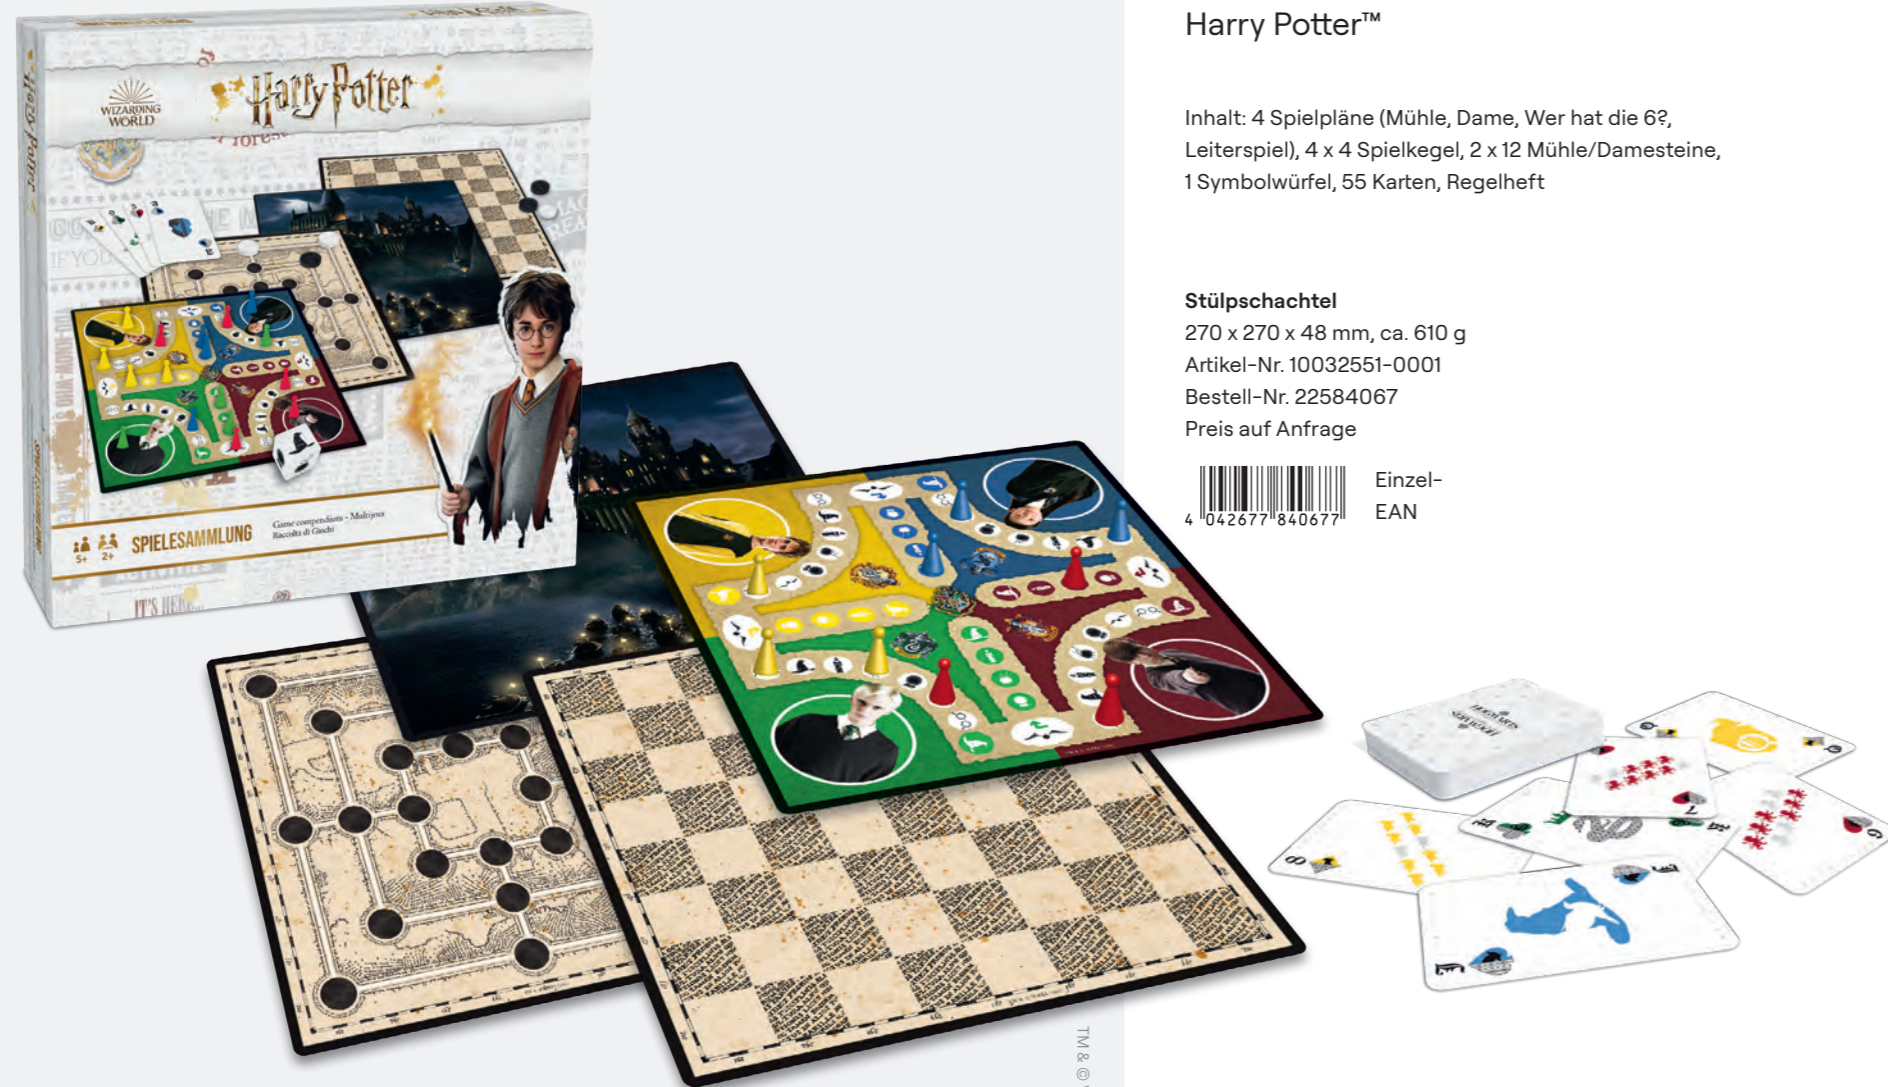 Harry Potter
WIZARDING
WORLD
SPIELESAMMLUNG
Game compendium - Multijeux
Raccolta di Giochi
5+
2+
IT'S HERE
Harry Potter™
Inhalt: 4 Spielpläne (Mühle, Dame, Wer hat die 6?,
Leiterspiel), 4 x 4 Spielkegel, 2 x 12 Mühle/Damesteine,
1 Symbolwürfel, 55 Karten, Regelheft
Stülpschachtel
270 x 270 x 48 mm, ca. 610 g
Artikel-Nr. 10032551-0001
Bestell-Nr. 22584067
Preis auf Anfrage
Einzel-
EAN
4 042677 840677
HOGWARTS
TM & ©